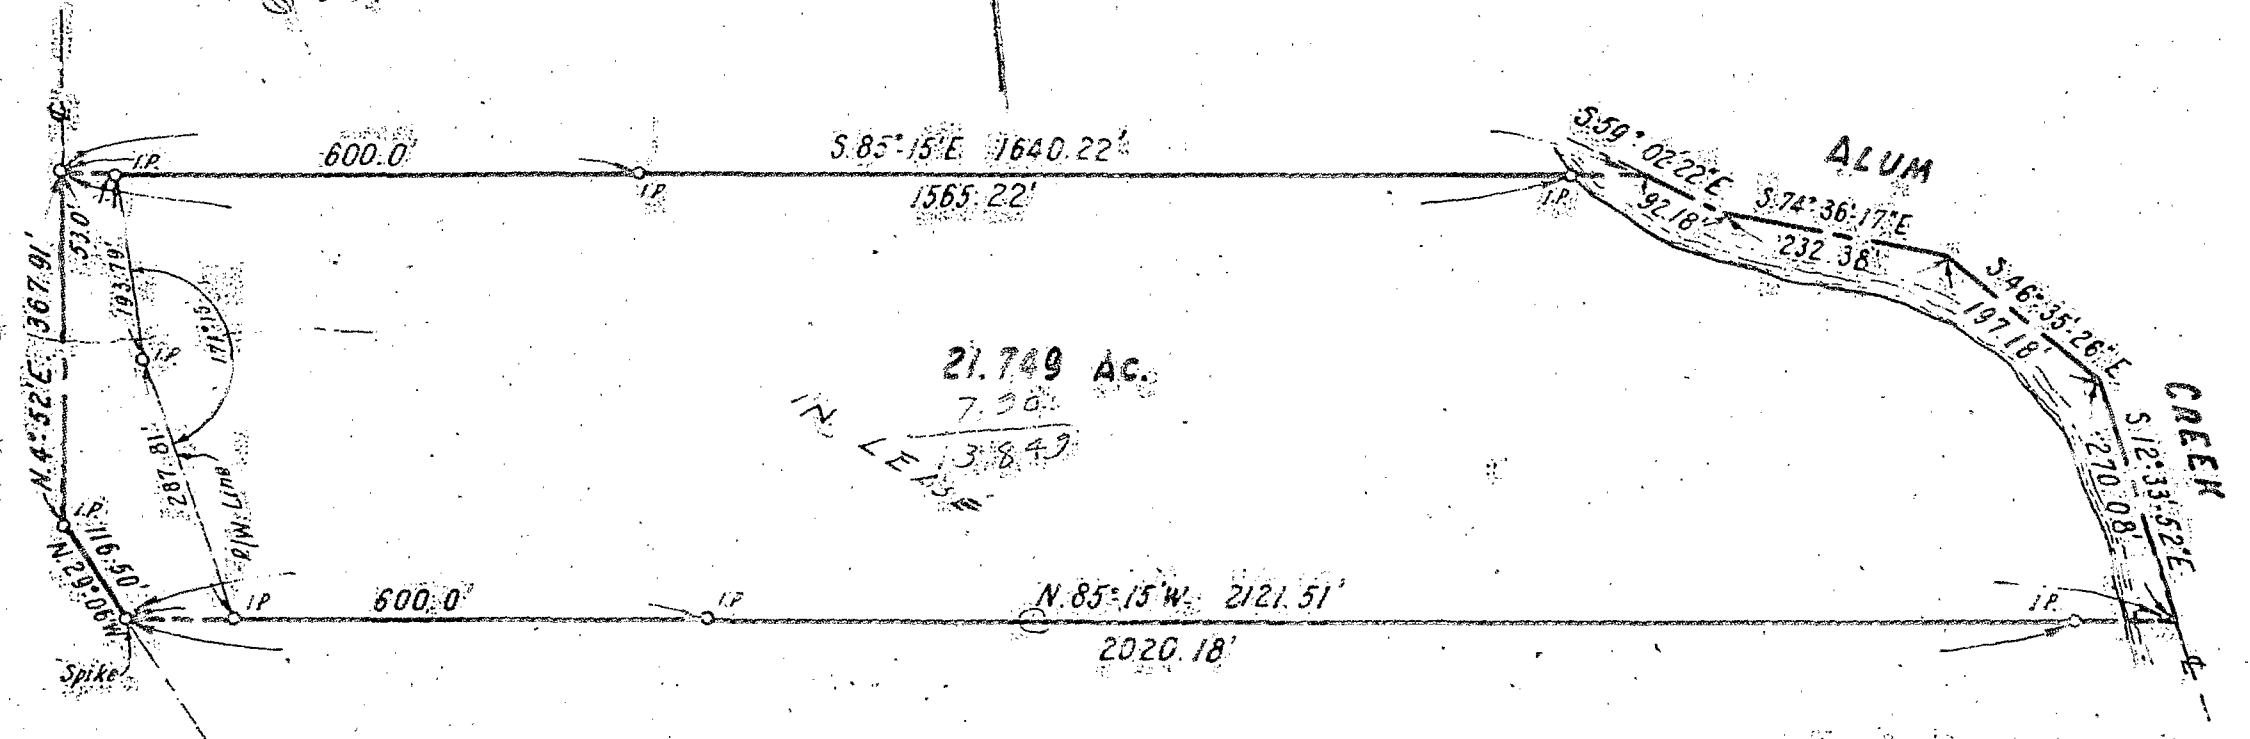 ℄
I.P.
600.0'
I.P.
S.85°-15'E 1640.22'
1565.22'
I.P.
S.59°-02'-22"E
92.18'
ALUM
S.74°-36'-17"E
232.38'
S.46°-35'-26"E
197.18'
CREEK
S.12°-33'-52"E
270.08'
53.0'
193.79'
N.4°-52'E. 367.91'
171°-15'
I.P.
287.81'
R/W Line
21.749 Ac.
13.849
IN LEASE
I.P.
116.50'
N.29°-06'W.
Spike
I.P.
600.0'
I.P.
N.85°-15'W. 2121.51'
2020.18'
I.P.
℄